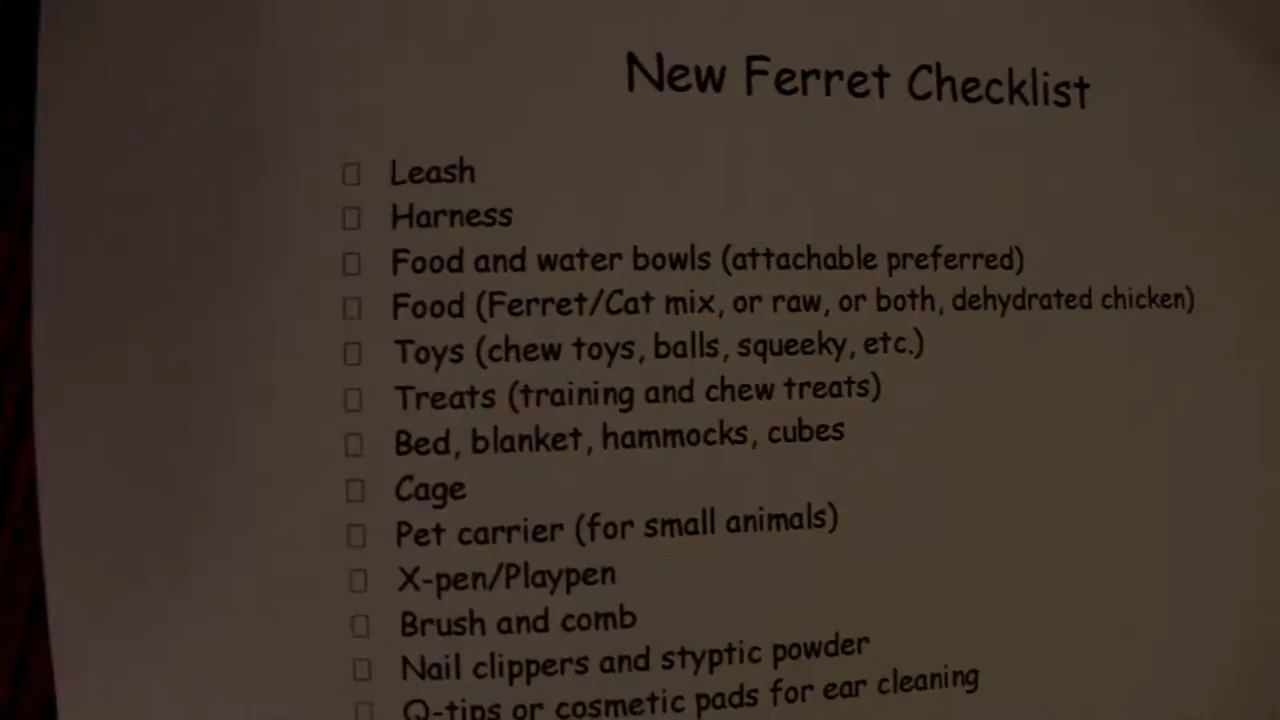 New Ferret Checklist
Leash
Harness
Food and water bowls (attachable preferred)
Food (Ferret/Cat mix, or raw, or both, dehydrated chicken)
Toys (chew toys, balls, squeeky, etc.)
Treats (training and chew treats)
Bed, blanket, hammocks, cubes
Cage
Pet carrier (for small animals)
X-pen/Playpen
Brush and comb
Nail clippers and styptic powder
Q-tips or cosmetic pads for ear cleaning